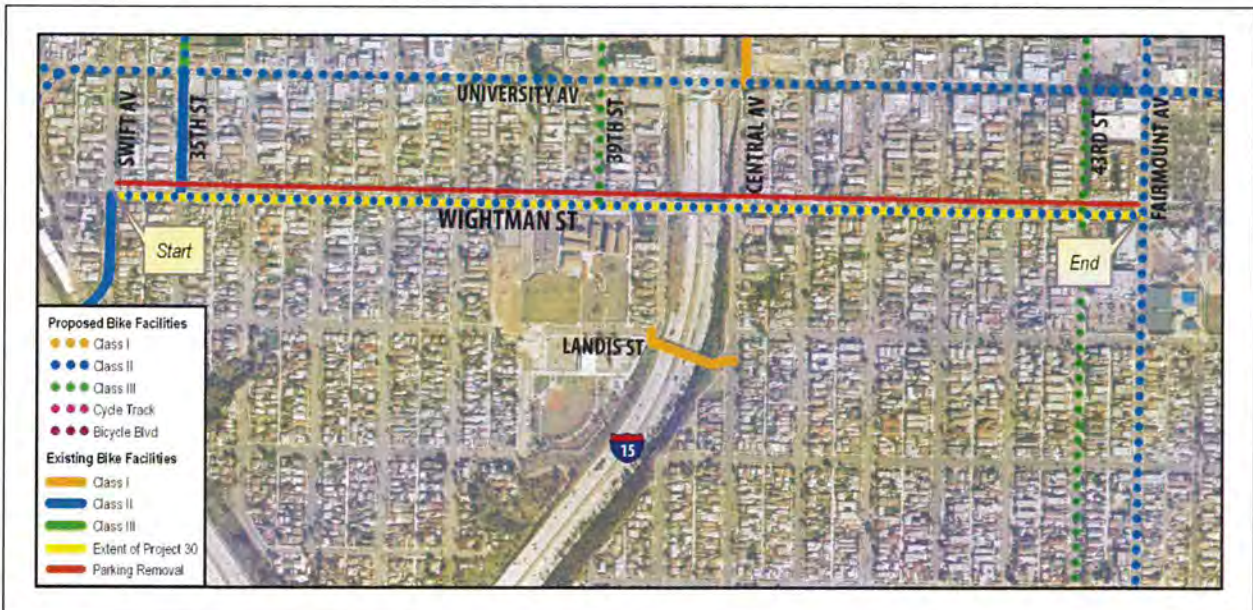 UNIVERSITY AV
SWIFT AV
35TH ST
39TH ST
CENTRAL AV
43RD ST
FAIRMOUNT AV
WIGHTMAN ST
Start
End
LANDIS ST
15
Proposed Bike Facilities
Class I
Class II
Class III
Cycle Track
Bicycle Blvd
Existing Bike Facilities
Class I
Class II
Class III
Extent of Project 30
Parking Removal